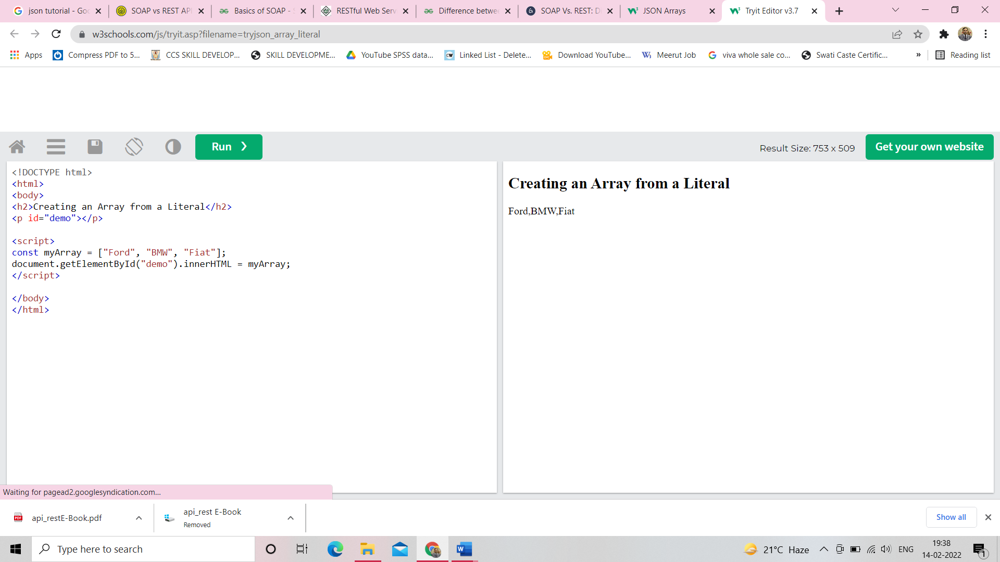 json tutorial - Goo
SOAP vs REST API
Basics of SOAP - S
RESTful Web Serv
Difference betwee
SOAP Vs. REST: Di
JSON Arrays
Tryit Editor v3.7
w3schools.com/js/tryit.asp?filename=tryjson_array_literal
Apps
Compress PDF to 5...
CCS SKILL DEVELOP...
SKILL DEVELOPME...
YouTube SPSS data...
Linked List - Delete...
Download YouTube...
Meerut Job
viva whole sale co...
Swati Caste Certific...
»
Reading list
Run ❯
Result Size: 753 x 509
Get your own website
<!DOCTYPE html>
<html>
<body>
<h2>Creating an Array from a Literal</h2>
<p id="demo"></p>
<script>
const myArray = ["Ford", "BMW", "Fiat"];
document.getElementById("demo").innerHTML = myArray;
</script>
</body>
</html>
Creating an Array from a Literal
Ford,BMW,Fiat
Waiting for pagead2.googlesyndication.com...
PDF
api_restE-Book.pdf
api_rest E-Book
Removed
Show all
Type here to search
21°C Haze
ENG
19:38
14-02-2022
1